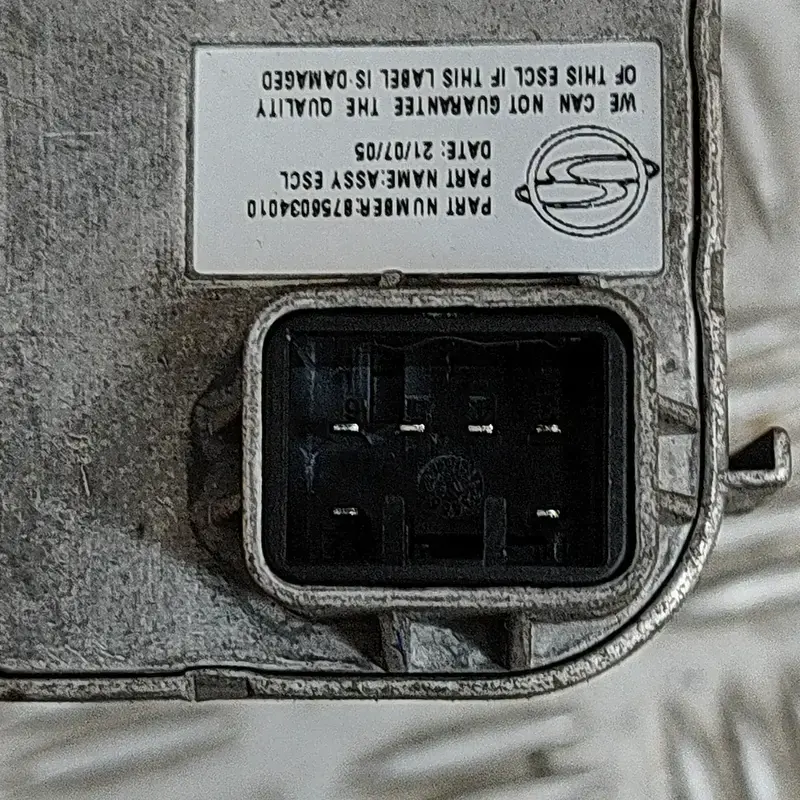 PART NUMBER:8756034010
PART NAME:ASSY ESCL
DATE: 21/07/05
WE CAN NOT GUARANTEE THE QUALITY
OF THIS ESCL IF THIS LABEL IS DAMAGED